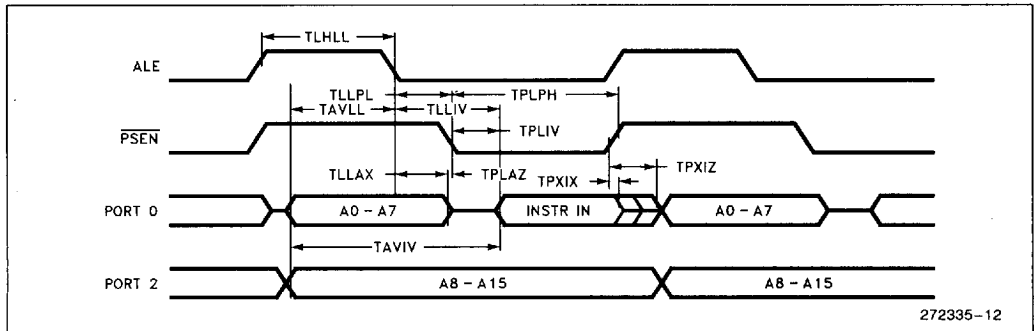 TLHLL
ALE
TLLPL
TPLPH
TAVLL
TLLIV
PSEN
TPLIV
TLLAX
TPLAZ
TPXIZ
TPXIX
PORT 0
A0 – A7
INSTR IN
A0 – A7
TAVIV
PORT 2
A8 – A15
A8 – A15
272335–12